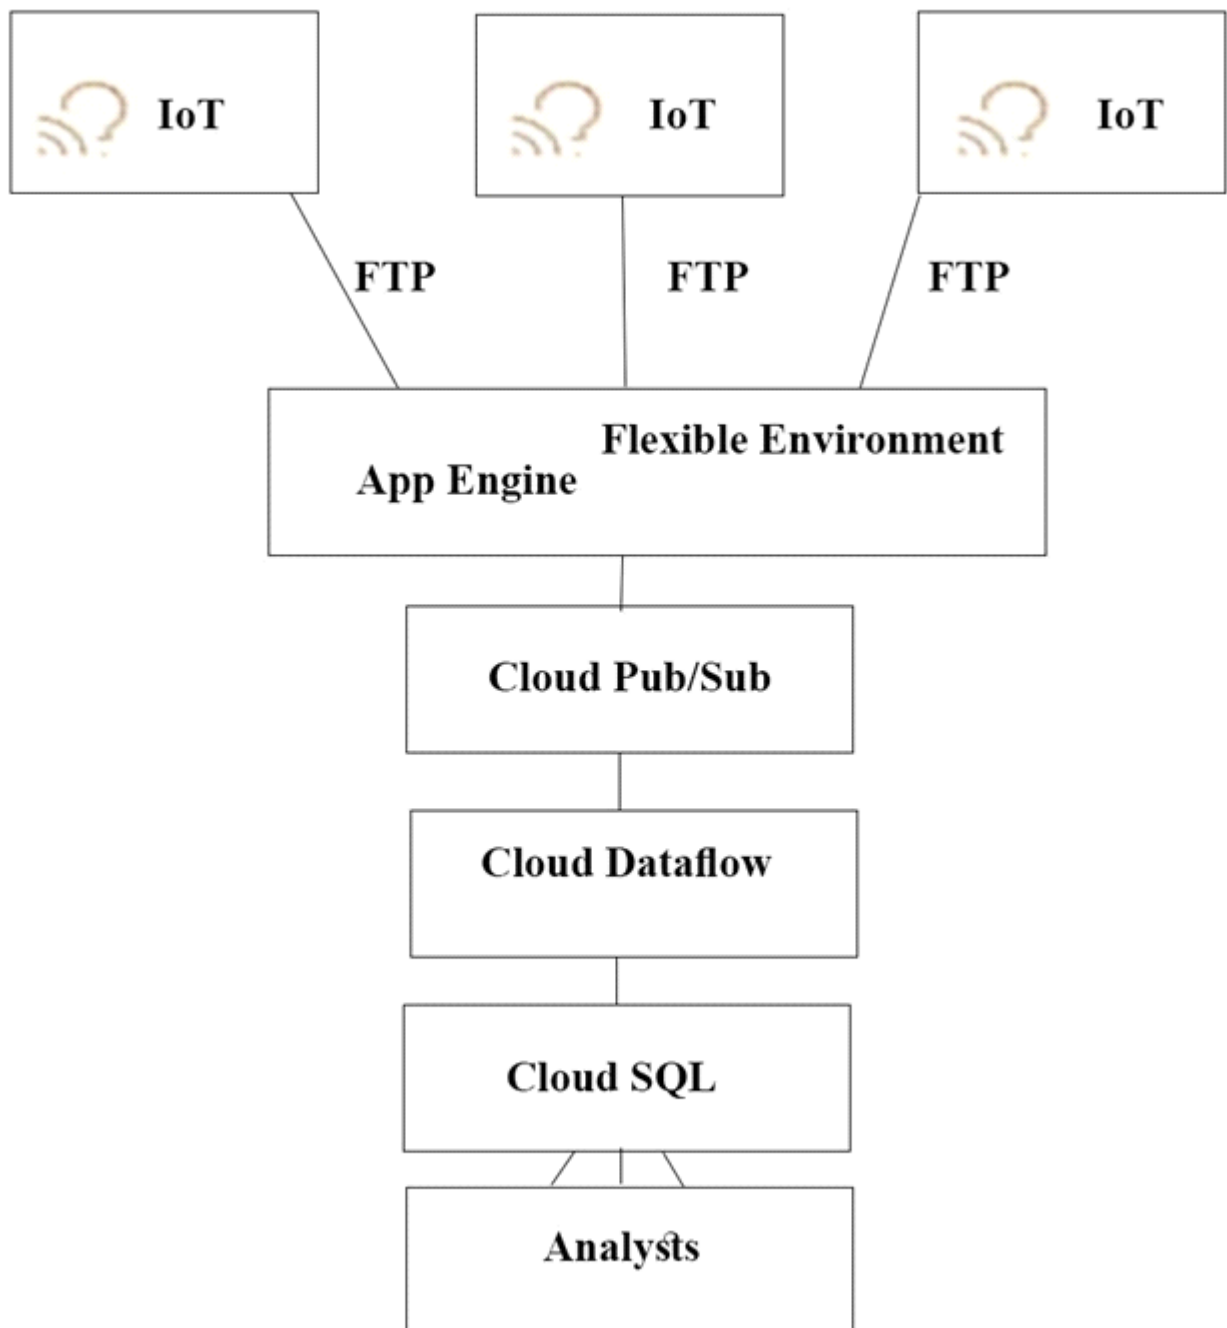 IoT
IoT
IoT
FTP
FTP
FTP
Flexible Environment
App Engine
Cloud Pub/Sub
Cloud Dataflow
Cloud SQL
Analysts